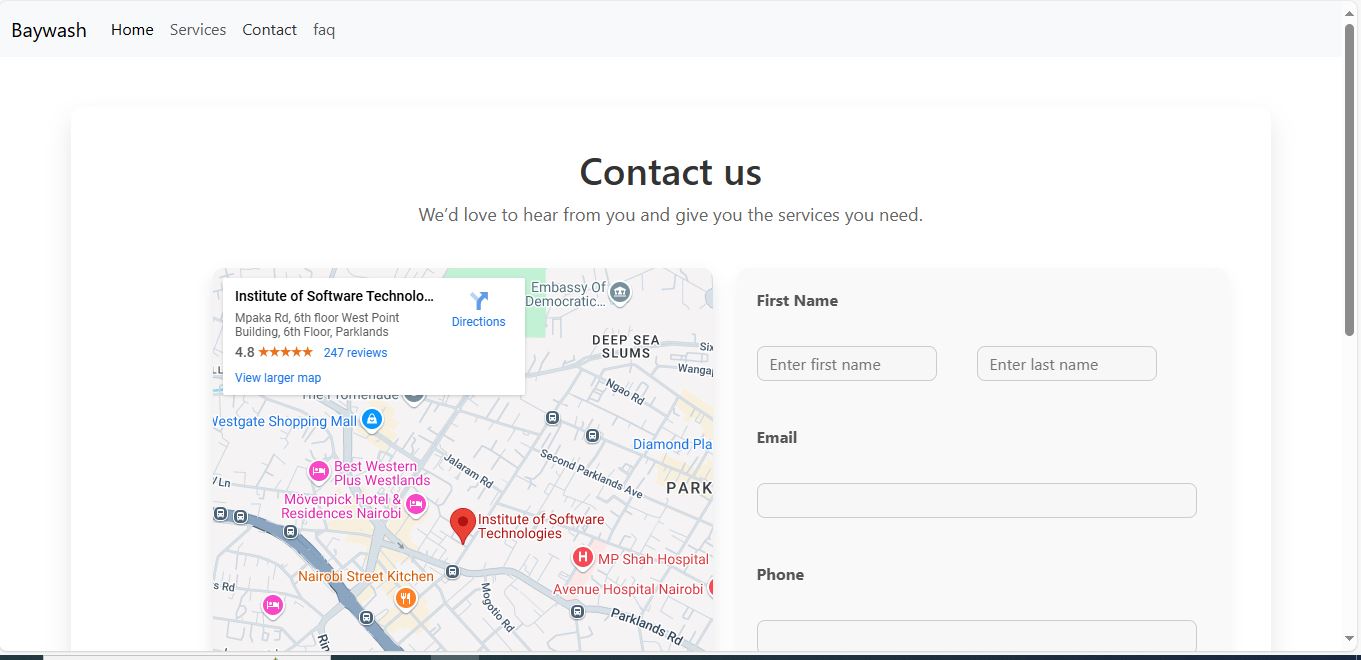 Baywash Home Services Contact faq
Contact us
We'd love to hear from you and give you the services you need.
Institute of Software Technolo...
Mpaka Rd, 6th floor West Point
Building, 6th Floor, Parklands
4.8 ★★★★★ 247 reviews
View larger map
Directions
Embassy Of
Democratic...
DEEP SEA
SLUMS
Ngao Rd
The Promenade
Westgate Shopping Mall
Diamond Pla
Best Western
Plus Westlands
Jalaram Rd
Second Parklands Ave
PARK
Mövenpick Hotel &
Residences Nairobi
Institute of Software
Technologies
MP Shah Hospital
Nairobi Street Kitchen
Avenue Hospital Nairobi
s Rd
Mogotio Rd
Parklands Rd
First Name
Enter first name Enter last name
Email
Phone